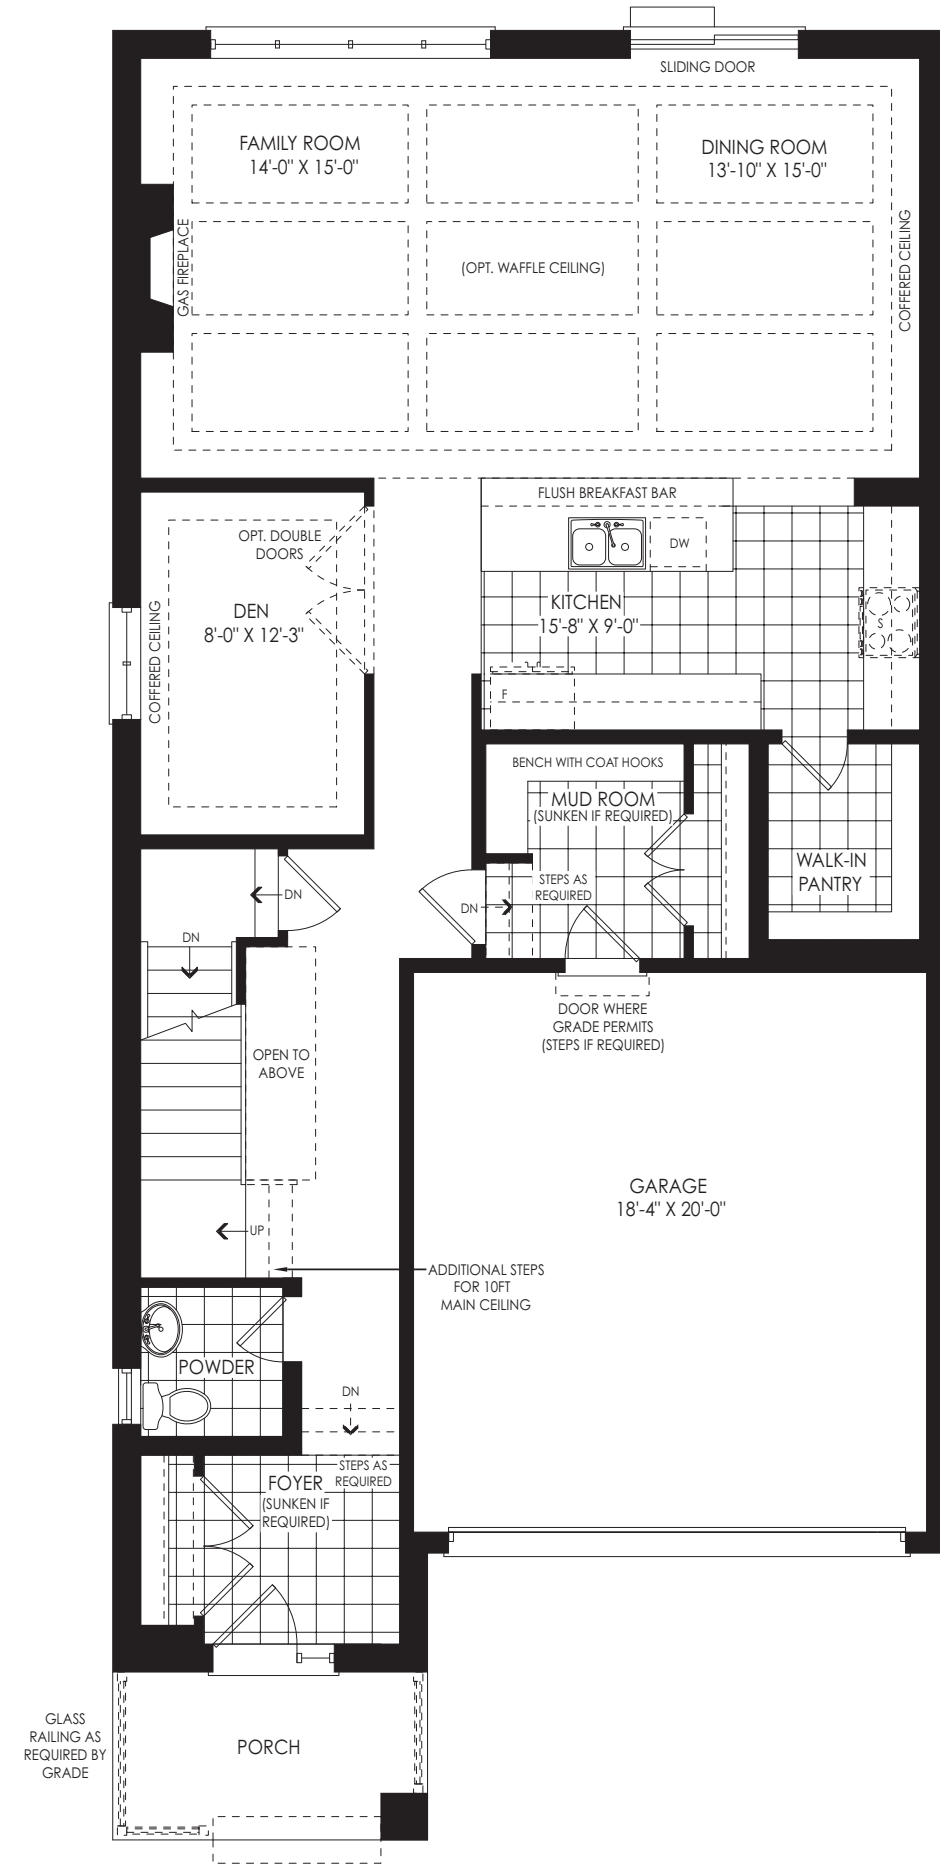 SLIDING DOOR
FAMILY ROOM
14'-0" X 15'-0"
DINING ROOM
13'-10" X 15'-0"
GAS FIREPLACE
(OPT. WAFFLE CEILING)
COFFERED CEILING
FLUSH BREAKFAST BAR
DW
OPT. DOUBLE
DOORS
DEN
8'-0" X 12'-3"
COFFERED CEILING
KITCHEN
15'-8" X 9'-0"
S
F
BENCH WITH COAT HOOKS
MUD ROOM
(SUNKEN IF REQUIRED)
WALK-IN
PANTRY
STEPS AS
REQUIRED
DN
DN
DN
DOOR WHERE
GRADE PERMITS
(STEPS IF REQUIRED)
OPEN TO
ABOVE
GARAGE
18'-4" X 20'-0"
UP
ADDITIONAL STEPS
FOR 10FT
MAIN CEILING
POWDER
DN
STEPS AS
REQUIRED
FOYER
(SUNKEN IF
REQUIRED)
GLASS
RAILING AS
REQUIRED BY
GRADE
PORCH